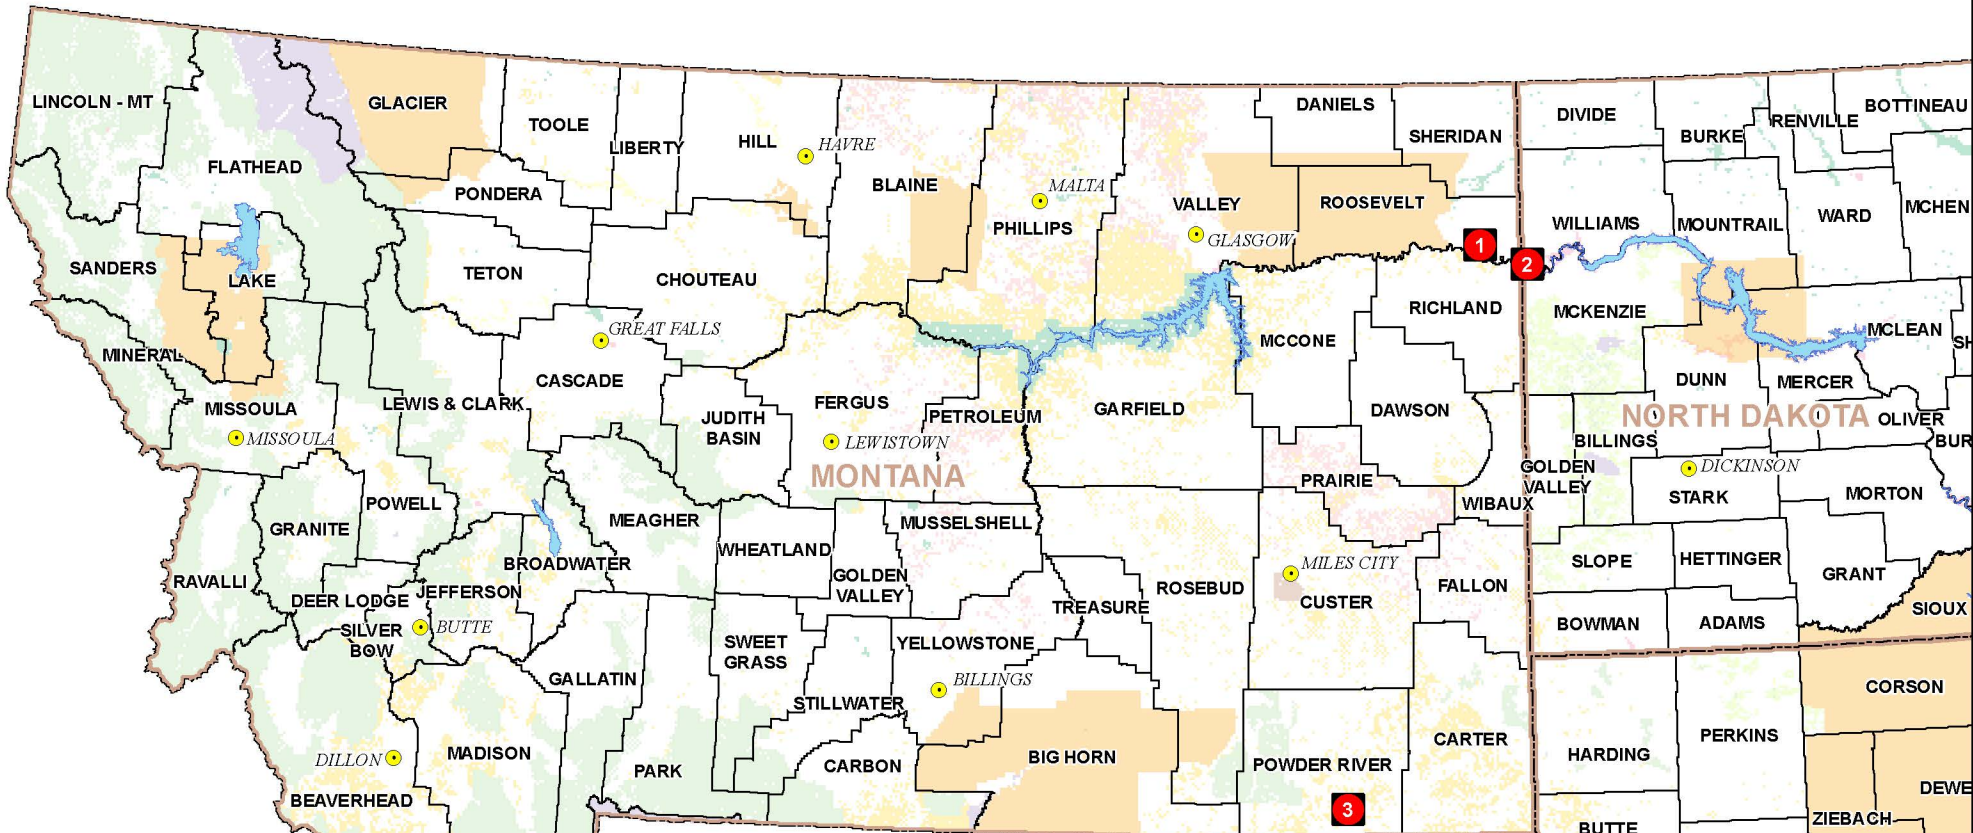 LINCOLN - MT
GLACIER
TOOLE
LIBERTY
HILL
HAVRE
BLAINE
MALTA
PHILLIPS
VALLEY
GLASGOW
DANIELS
SHERIDAN
ROOSEVELT
DIVIDE
BURKE
RENVILLE
BOTTINEAU
FLATHEAD
PONDERA
WILLIAMS
MOUNTRAIL
WARD
MCHEN
SANDERS
LAKE
TETON
CHOUTEAU
1
2
RICHLAND
MCKENZIE
MCCONE
MCLEAN
SH
MINERAL
GREAT FALLS
CASCADE
MISSOULA
MISSOULA
LEWIS & CLARK
JUDITH
BASIN
FERGUS
LEWISTOWN
PETROLEUM
GARFIELD
DAWSON
DUNN
MERCER
OLIVER
BUR
NORTH DAKOTA
MONTANA
BILLINGS
GOLDEN
VALLEY
DICKINSON
STARK
MORTON
PRAIRIE
WIBAUX
POWELL
GRANITE
MEAGHER
MUSSELSHELL
WHEATLAND
GOLDEN
VALLEY
BROADWATER
RAVALLI
DEER LODGE
JEFFERSON
SILVER
BOW
BUTTE
TREASURE
ROSEBUD
MILES CITY
CUSTER
FALLON
SLOPE
HETTINGER
GRANT
SIOUX
BOWMAN
ADAMS
SWEET
GRASS
YELLOWSTONE
BILLINGS
STILLWATER
GALLATIN
CORSON
PERKINS
HARDING
DILLON
MADISON
BEAVERHEAD
PARK
CARBON
BIG HORN
POWDER RIVER
CARTER
3
DEWE
ZIEBACH
BUTTE